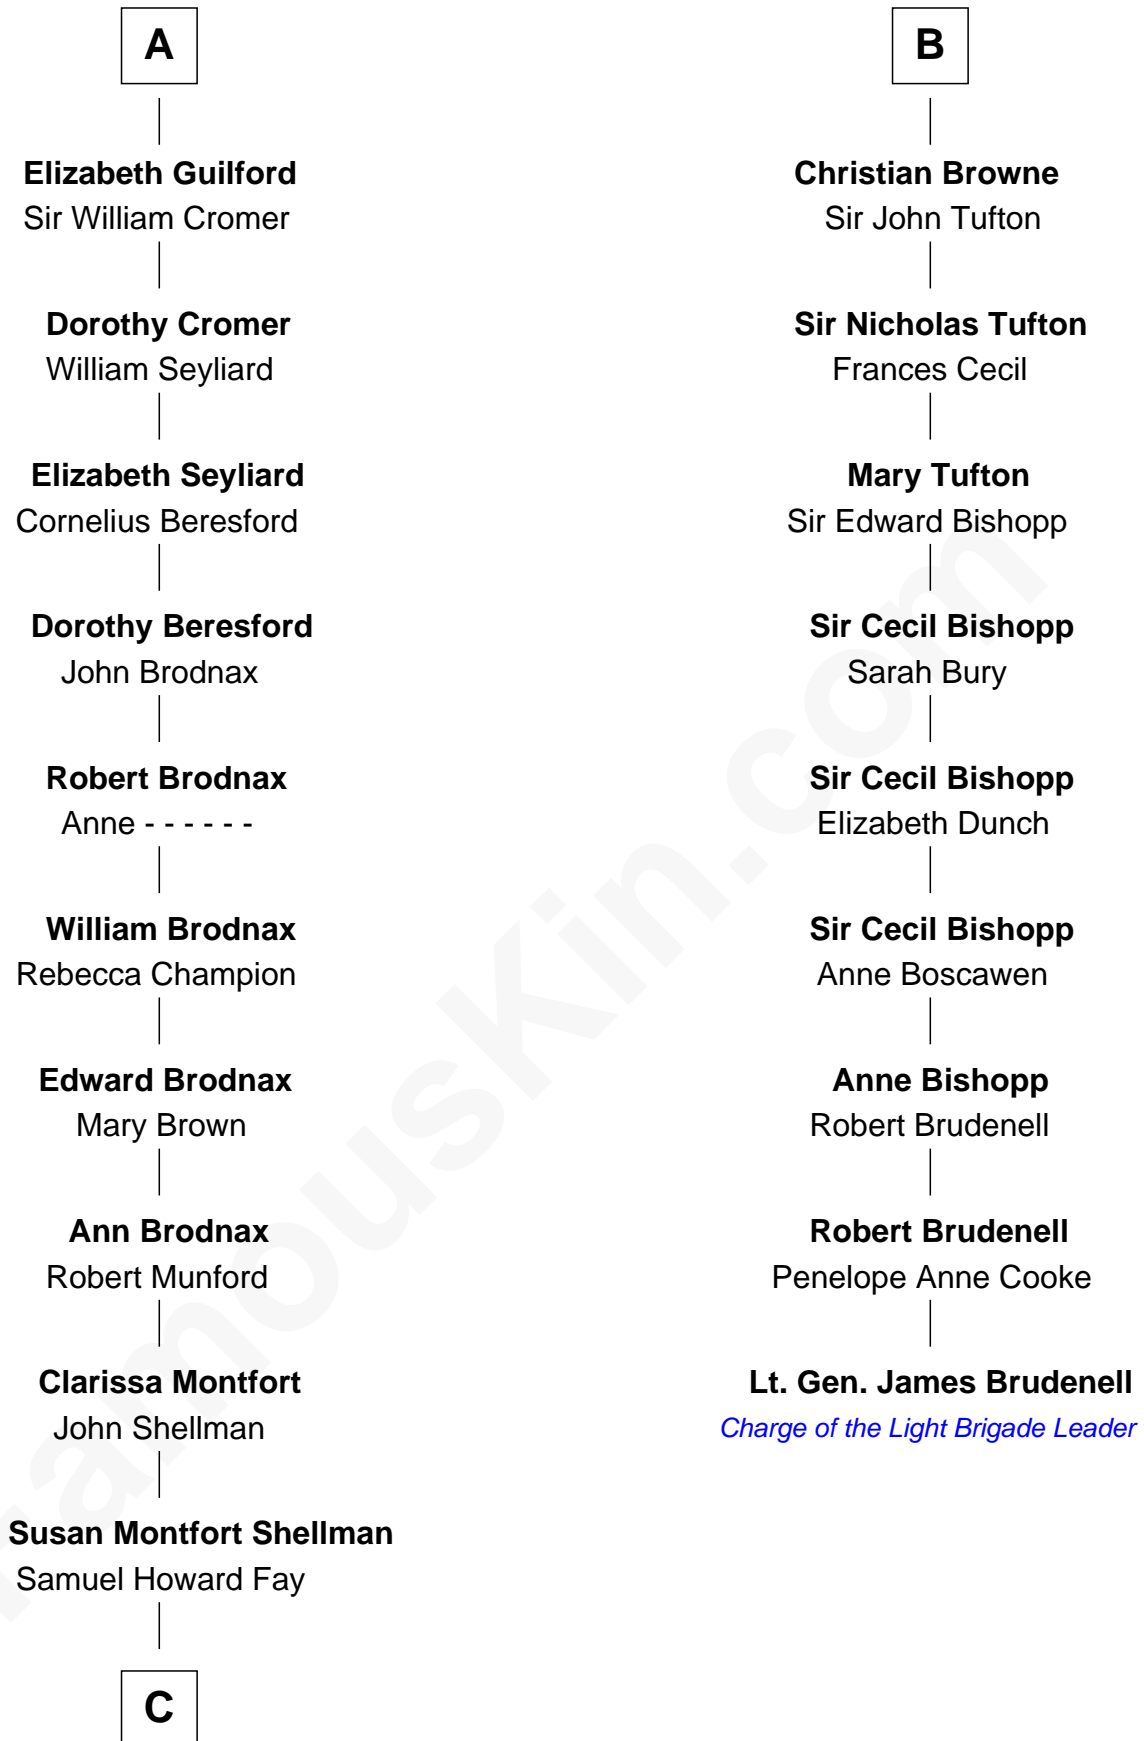 A
Elizabeth Guilford
Sir William Cromer
Dorothy Cromer
William Seyliard
Elizabeth Seyliard
Cornelius Beresford
Dorothy Beresford
John Brodnax
Robert Brodnax
Anne - - - - - -
William Brodnax
Rebecca Champion
Edward Brodnax
Mary Brown
Ann Brodnax
Robert Munford
Clarissa Montfort
John Shellman
Susan Montfort Shellman
Samuel Howard Fay
C
B
Christian Browne
Sir John Tufton
Sir Nicholas Tufton
Frances Cecil
Mary Tufton
Sir Edward Bishopp
Sir Cecil Bishopp
Sarah Bury
Sir Cecil Bishopp
Elizabeth Dunch
Sir Cecil Bishopp
Anne Boscawen
Anne Bishopp
Robert Brudenell
Robert Brudenell
Penelope Anne Cooke
Lt. Gen. James Brudenell
Charge of the Light Brigade Leader
FamousKin.com